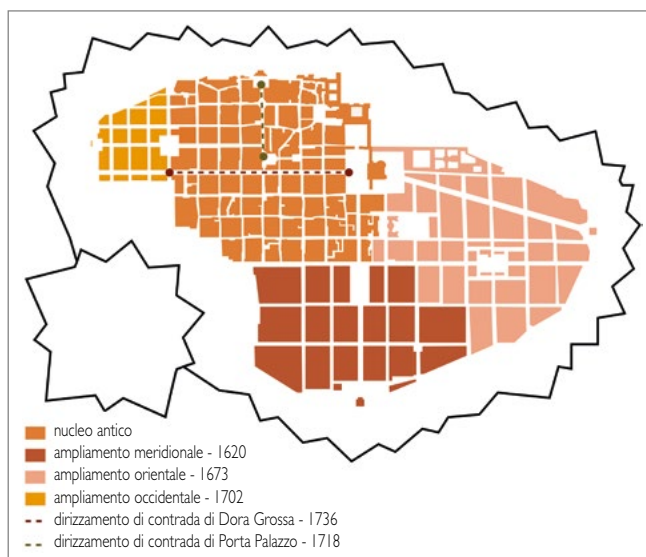 nucleo antico
ampliamento meridionale - 1620
ampliamento orientale - 1673
ampliamento occidentale - 1702
dirizzamento di contrada di Dora Grossa - 1736
dirizzamento di contrada di Porta Palazzo - 1718